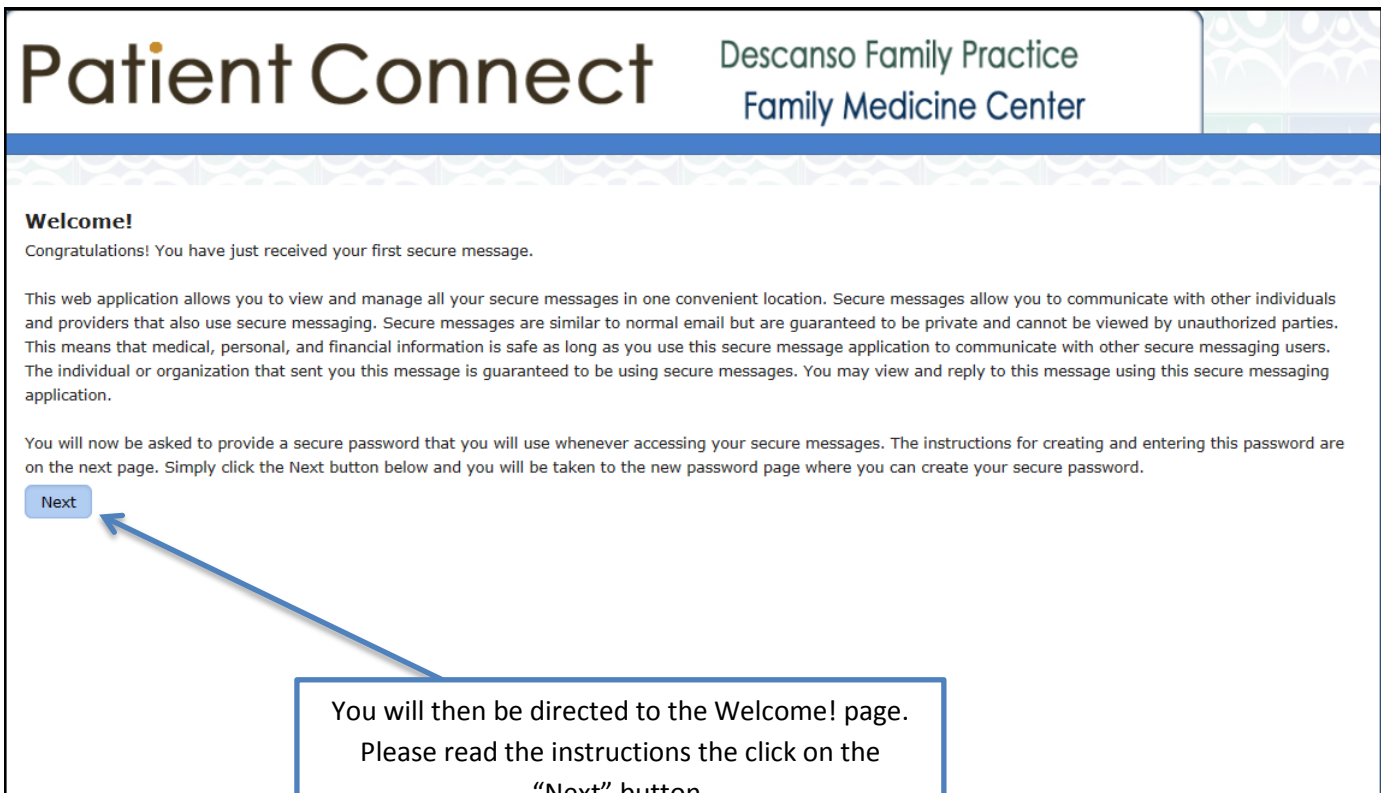 Patient Connect
Descanso Family Practice
Family Medicine Center
Welcome!
Congratulations! You have just received your first secure message.
This web application allows you to view and manage all your secure messages in one convenient location. Secure messages allow you to communicate with other individuals
and providers that also use secure messaging. Secure messages are similar to normal email but are guaranteed to be private and cannot be viewed by unauthorized parties.
This means that medical, personal, and financial information is safe as long as you use this secure message application to communicate with other secure messaging users.
The individual or organization that sent you this message is guaranteed to be using secure messages. You may view and reply to this message using this secure messaging
application.
You will now be asked to provide a secure password that you will use whenever accessing your secure messages. The instructions for creating and entering this password are
on the next page. Simply click the Next button below and you will be taken to the new password page where you can create your secure password.
Next
You will then be directed to the Welcome! page.
Please read the instructions the click on the
“Next” button